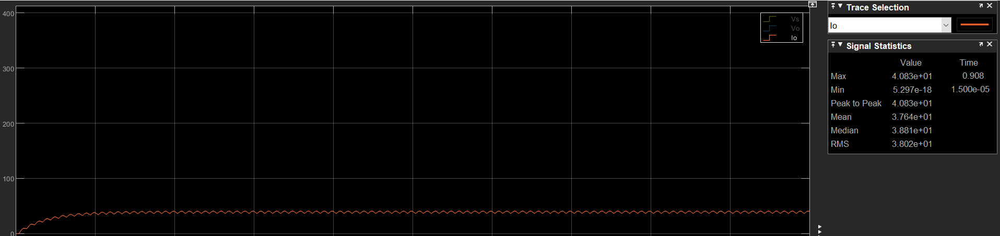 400
300
200
100
0
Vs
Vo
Io
Trace Selection
Io
Signal Statistics
Value Time
Max 4.083e+01 0.908
Min 5.297e-18 1.500e-05
Peak to Peak 4.083e+01
Mean 3.764e+01
Median 3.881e+01
RMS 3.802e+01